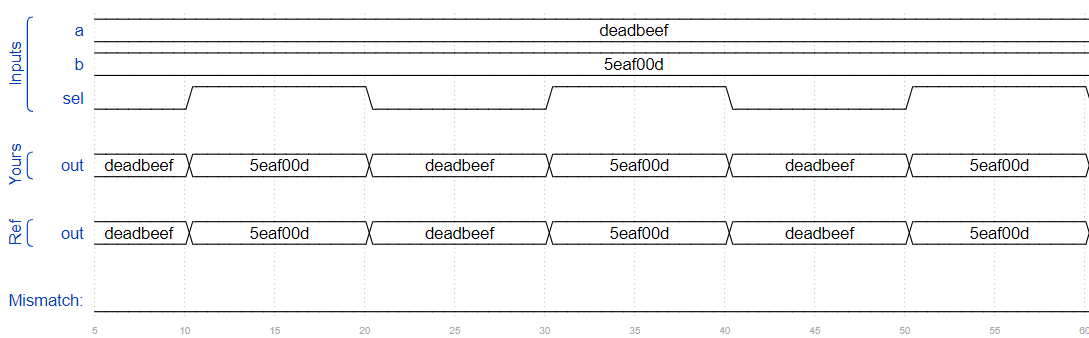 Inputs
a deadbeef
b 5eaf00d
sel
Yours
out deadbeef 5eaf00d deadbeef 5eaf00d deadbeef 5eaf00d
Ref
out deadbeef 5eaf00d deadbeef 5eaf00d deadbeef 5eaf00d
Mismatch:
5 10 15 20 25 30 35 40 45 50 55 60